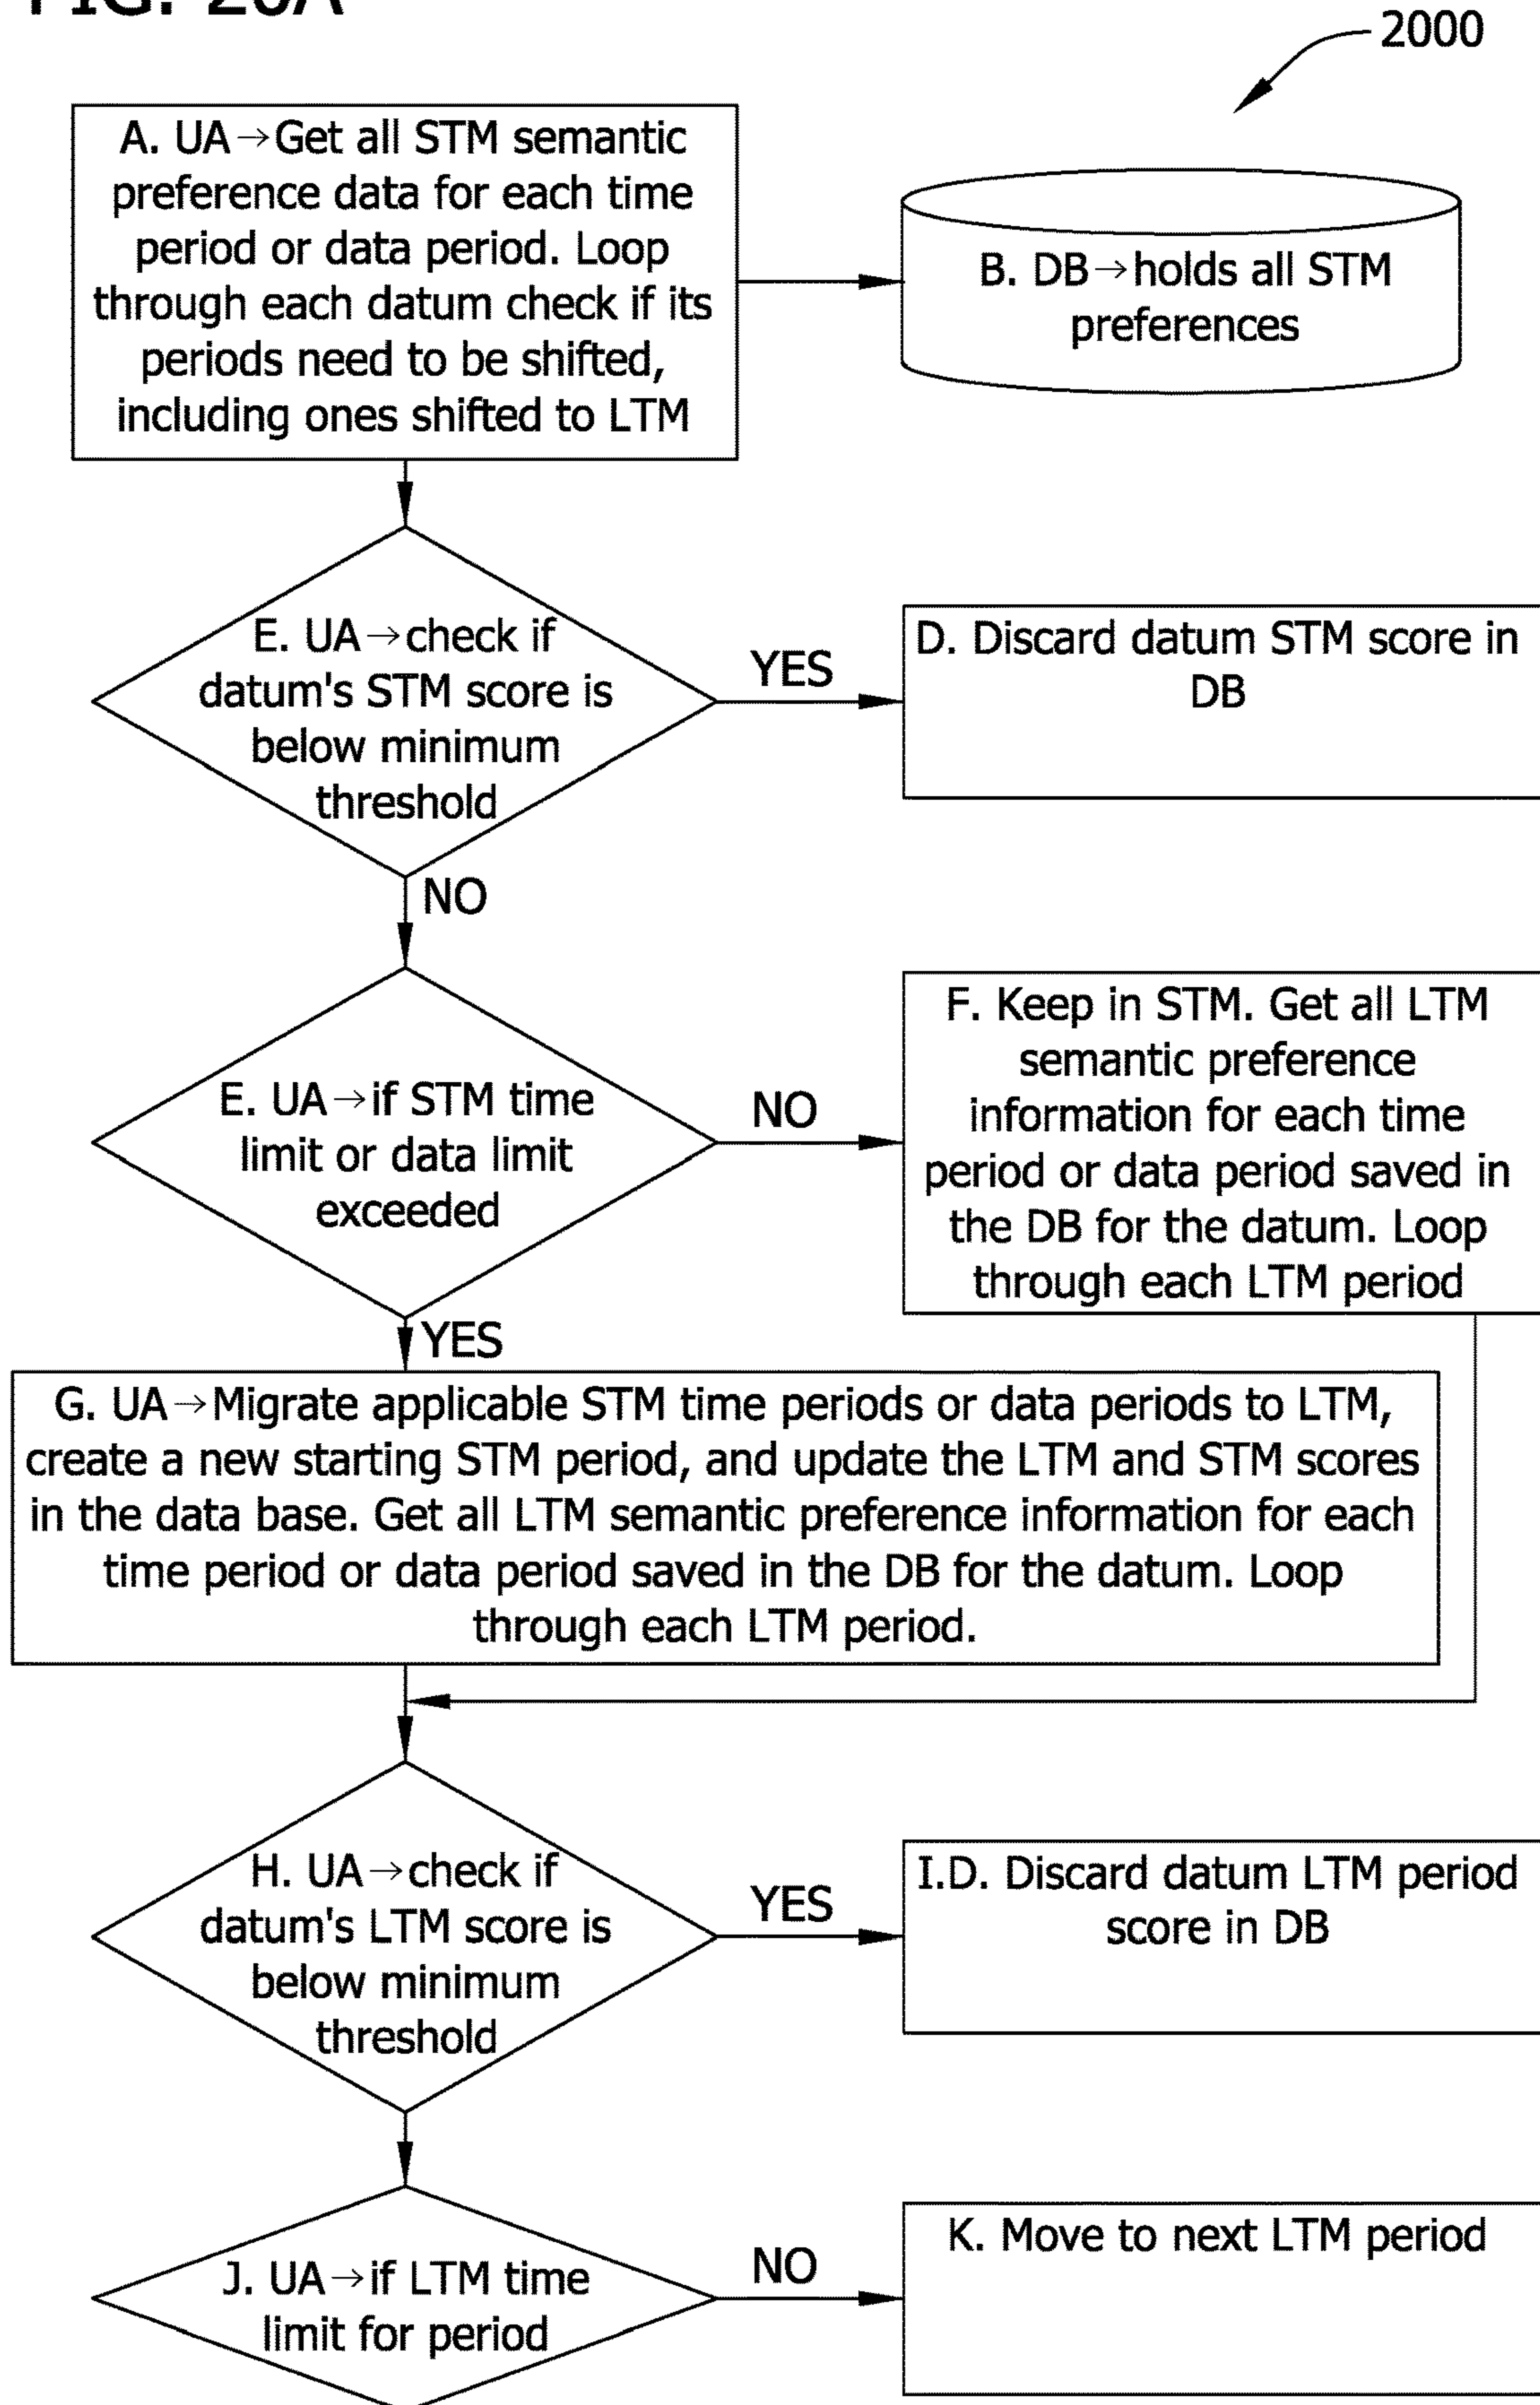 FIG. 20A
2000
A. UA→Get all STM semantic
preference data for each time
period or data period. Loop
through each datum check if its
periods need to be shifted,
including ones shifted to LTM
B. DB→holds all STM
preferences
E. UA→check if
datum's STM score is
below minimum
threshold
YES
D. Discard datum STM score in
DB
NO
E. UA→if STM time
limit or data limit
exceeded
NO
F. Keep in STM. Get all LTM
semantic preference
information for each time
period or data period saved in
the DB for the datum. Loop
through each LTM period
YES
G. UA→Migrate applicable STM time periods or data periods to LTM,
create a new starting STM period, and update the LTM and STM scores
in the data base. Get all LTM semantic preference information for each
time period or data period saved in the DB for the datum. Loop
through each LTM period.
H. UA→check if
datum's LTM score is
below minimum
threshold
YES
I.D. Discard datum LTM period
score in DB
J. UA→if LTM time
limit for period
NO
K. Move to next LTM period